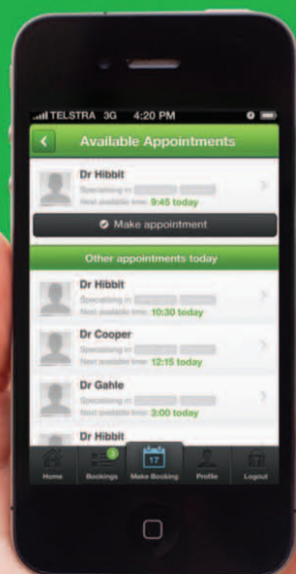 TELSTRA 3G 4:20 PM
Available Appointments
Dr Hibbit
Specialising in
Next available time: 9:45 today
Make appointment
Other appointments today
Dr Hibbit
Specialising in
Next available time: 10:30 today
Dr Cooper
Specialising in
Next available time: 12:15 today
Dr Gahle
Specialising in
Next available time: 3:00 today
Dr Hibbit
3
17
Home Bookings Make Booking Profile Logout